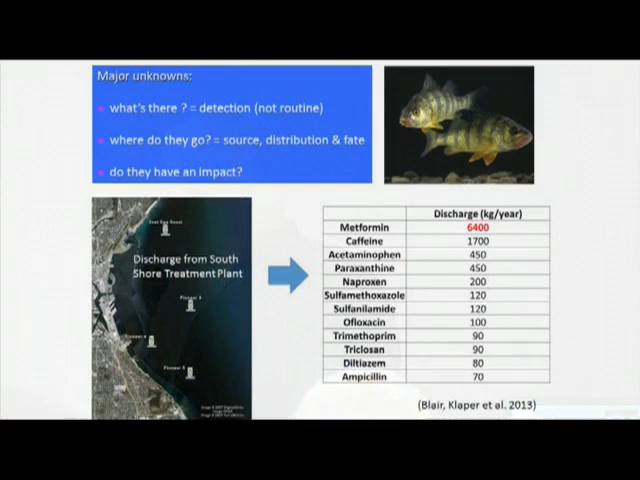 Major unknowns:
what's there ? = detection (not routine)
where do they go? = source, distribution & fate
do they have an impact?
Discharge from South
Shore Treatment Plant
Discharge (kg/year)
Metformin 6400
Caffeine 1700
Acetaminophen 450
Paraxanthine 450
Naproxen 200
Sulfamethoxazole 120
Sulfanilamide 120
Ofloxacin 100
Trimethoprim 90
Triclosan 90
Diltiazem 80
Ampicillin 70
(Blair, Klaper et al. 2013)